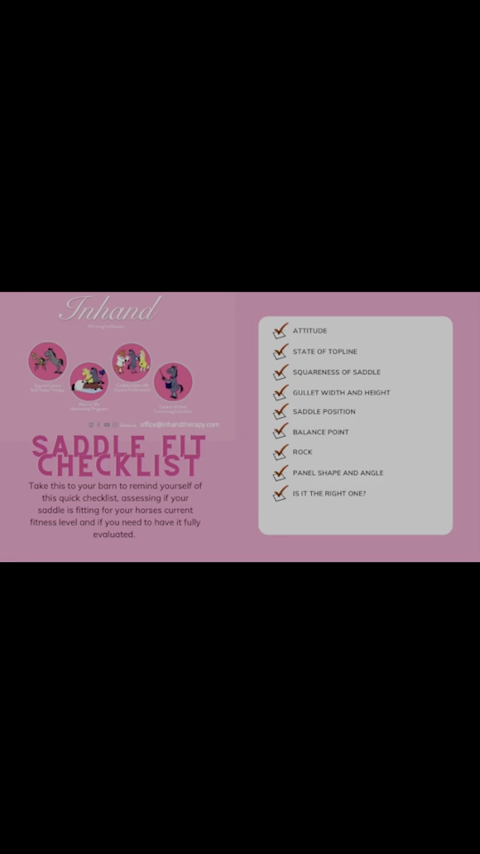 Inhand
office@inhandtherapy.com
SADDLE FIT
CHECKLIST
Take this to your barn to remind yourself of
this quick checklist, assessing if your
saddle is fitting for your horses current
fitness level and if you need to have it fully
evaluated.
ATTITUDE
STATE OF TOPLINE
SQUARENESS OF SADDLE
GULLET WIDTH AND HEIGHT
SADDLE POSITION
BALANCE POINT
ROCK
PANEL SHAPE AND ANGLE
IS IT THE RIGHT ONE?